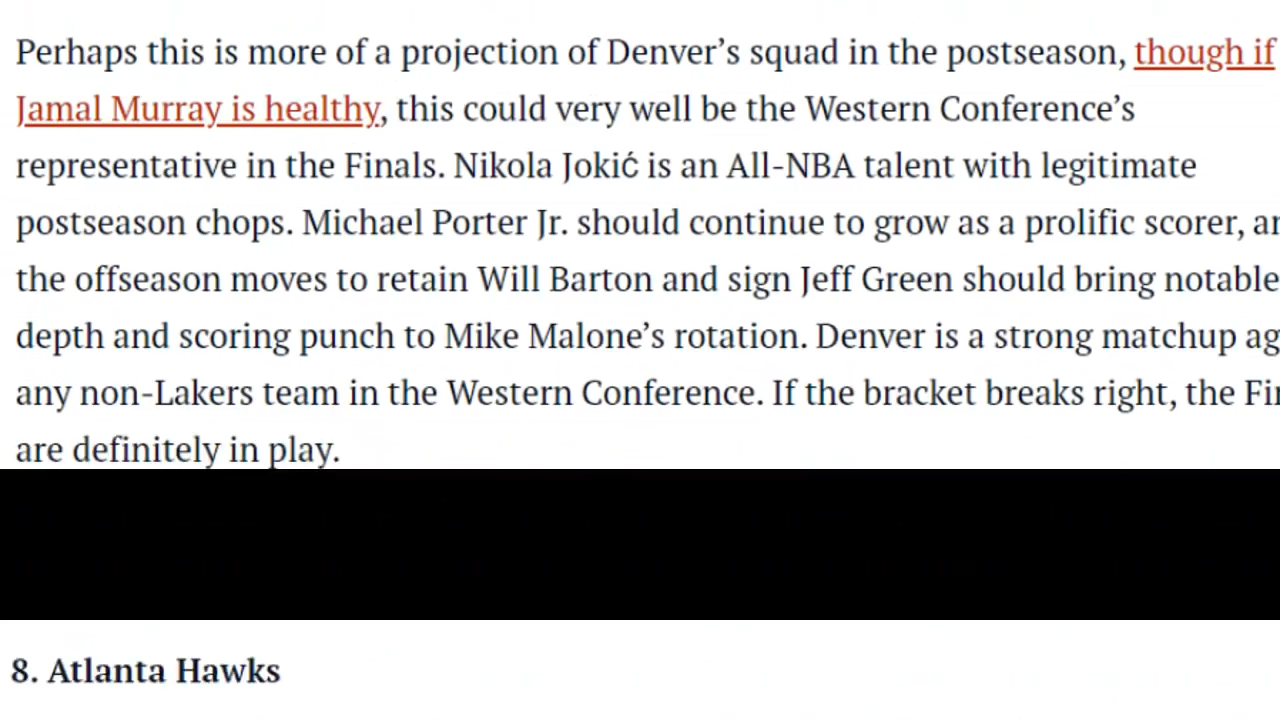 Perhaps this is more of a projection of Denver’s squad in the postseason, though if
Jamal Murray is healthy, this could very well be the Western Conference’s
representative in the Finals. Nikola Jokić is an All-NBA talent with legitimate
postseason chops. Michael Porter Jr. should continue to grow as a prolific scorer,
the offseason moves to retain Will Barton and sign Jeff Green should bring notable
depth and scoring punch to Mike Malone’s rotation. Denver is a strong matchup
any non-Lakers team in the Western Conference. If the bracket breaks right, the
are definitely in play.
8. Atlanta Hawks